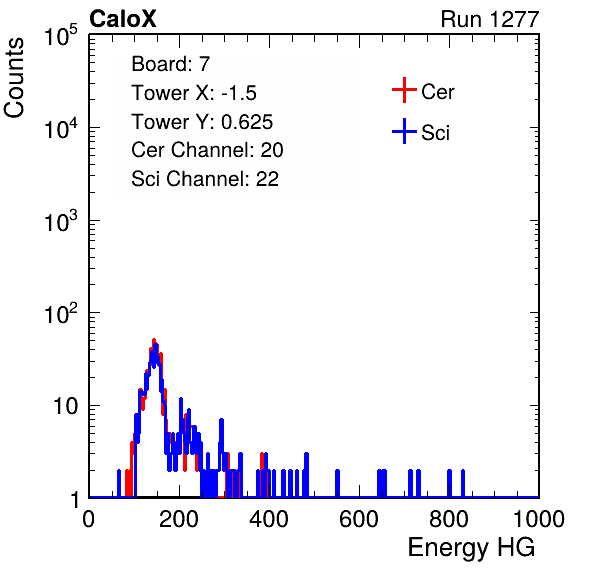 CaloX Run 1277
Counts
Board: 7
Tower X: -1.5
Tower Y: 0.625
Cer Channel: 20
Sci Channel: 22
Cer
Sci
10^5
10^4
10^3
10^2
10
1
0 200 400 600 800 1000
Energy HG